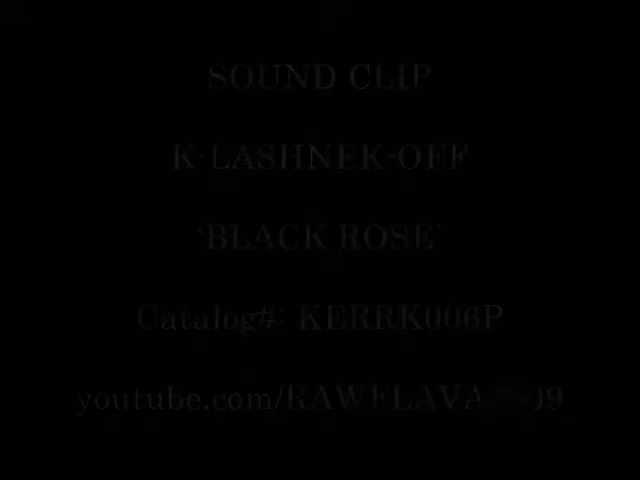 SOUND CLIP
K-LASHNEK-OFF
'BLACK ROSE'
Catalog#: KERRK006P